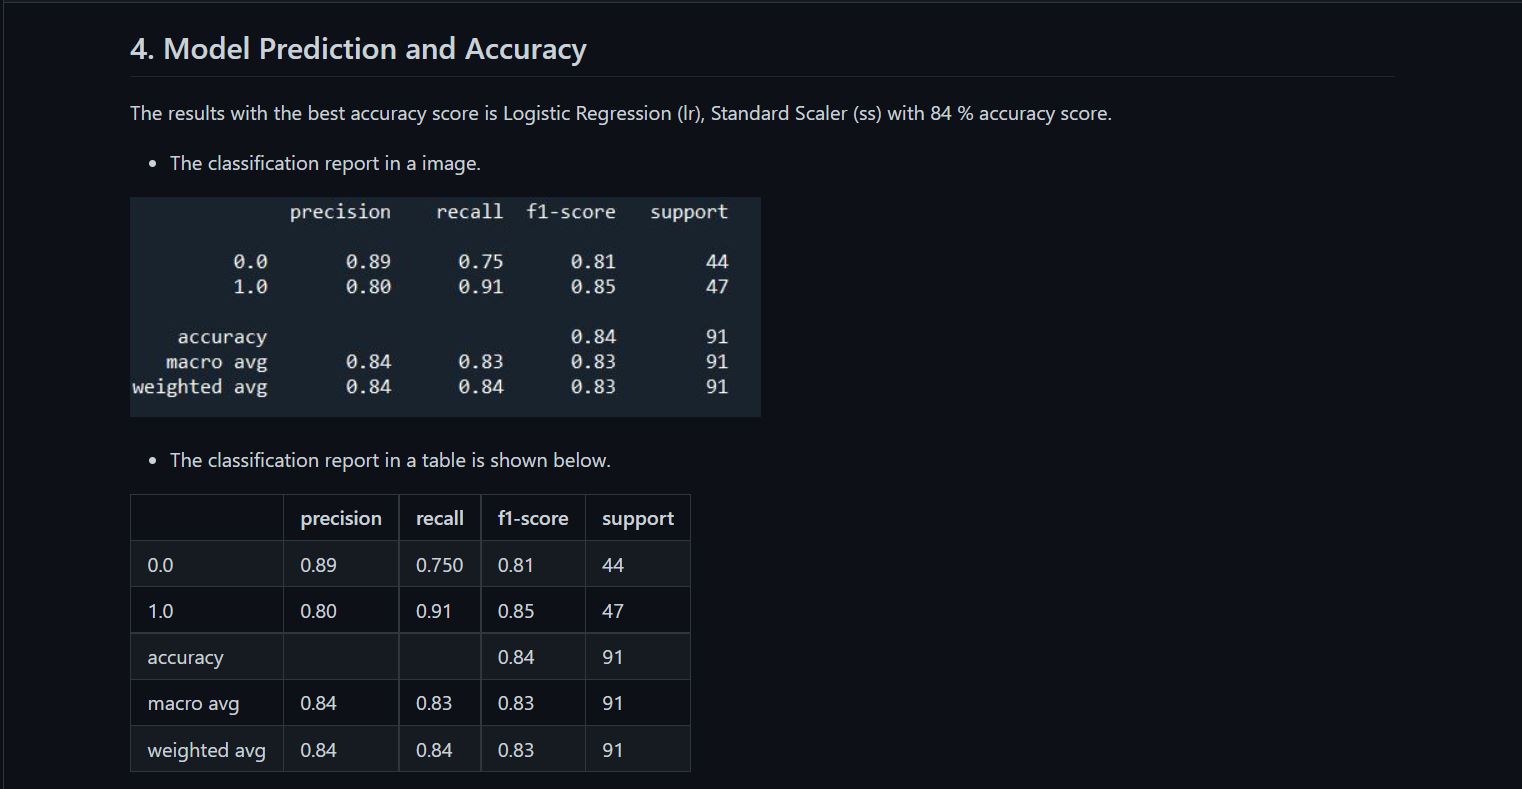 4. Model Prediction and Accuracy
The results with the best accuracy score is Logistic Regression (lr), Standard Scaler (ss) with 84 % accuracy score.
• The classification report in a image.
precision recall f1-score support
0.0 0.89 0.75 0.81 44
1.0 0.80 0.91 0.85 47
accuracy 0.84 91
macro avg 0.84 0.83 0.83 91
weighted avg 0.84 0.84 0.83 91
• The classification report in a table is shown below.
precision recall f1-score support
0.0 0.89 0.750 0.81 44
1.0 0.80 0.91 0.85 47
accuracy 0.84 91
macro avg 0.84 0.83 0.83 91
weighted avg 0.84 0.84 0.83 91